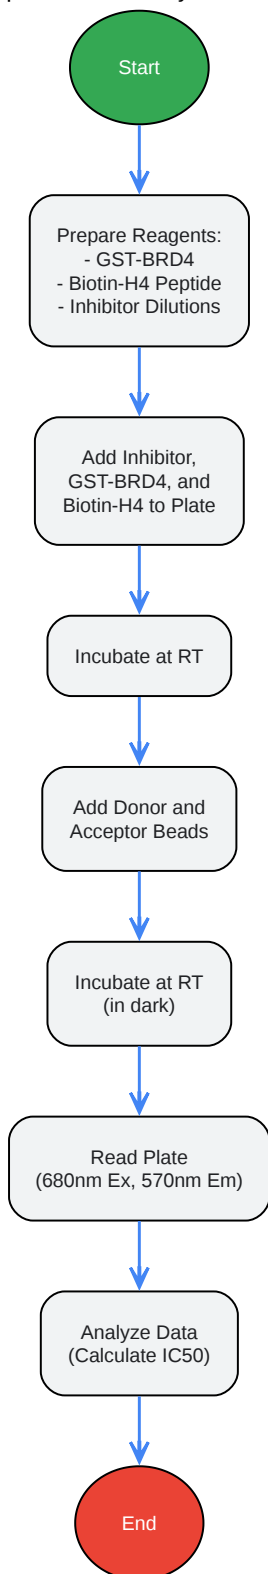 Start
Prepare Reagents:
- GST-BRD4
- Biotin-H4 Peptide
- Inhibitor Dilutions
Add Inhibitor,
GST-BRD4, and
Biotin-H4 to Plate
Incubate at RT
Add Donor and
Acceptor Beads
Incubate at RT
(in dark)
Read Plate
(680nm Ex, 570nm Em)
Analyze Data
(Calculate IC50)
End